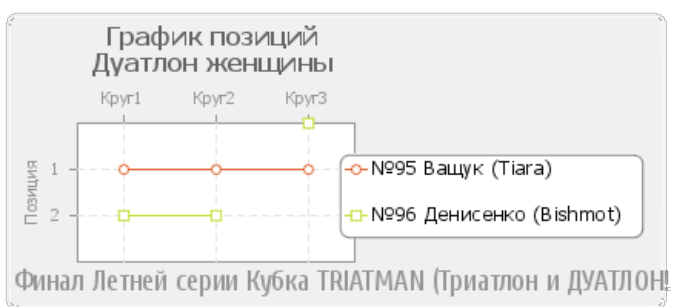 График позиций
Дуатлон женщины
Круг1 Круг2 Круг3
Позиция
1
2
№95 Ващук (Tiara)
№96 Денисенко (Bishmot)
Финал Летней серии Кубка TRIATMAN (Триатлон и ДУАТЛОН!